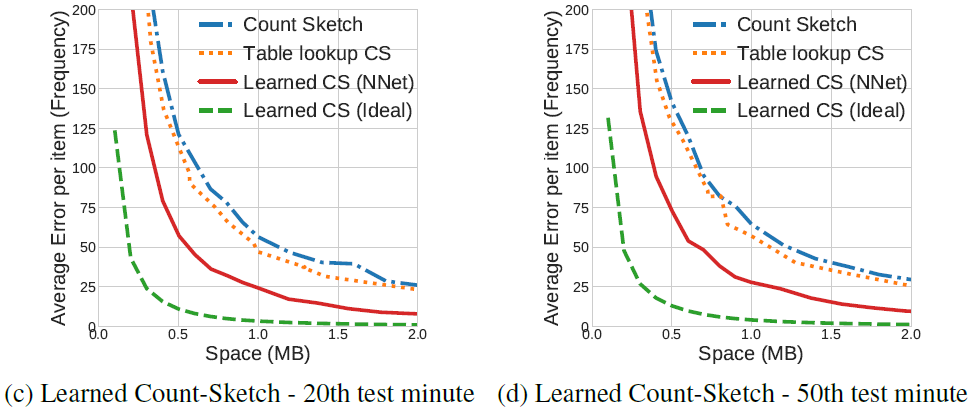 200
175
150
125
100
75
50
25
0
0.0 0.5 1.0 1.5 2.0
Average Error per item (Frequency)
Space (MB)
Count Sketch
Table lookup CS
Learned CS (NNet)
Learned CS (Ideal)
(c) Learned Count-Sketch - 20th test minute
200
175
150
125
100
75
50
25
0
0.0 0.5 1.0 1.5 2.0
Average Error per item (Frequency)
Space (MB)
Count Sketch
Table lookup CS
Learned CS (NNet)
Learned CS (Ideal)
(d) Learned Count-Sketch - 50th test minute